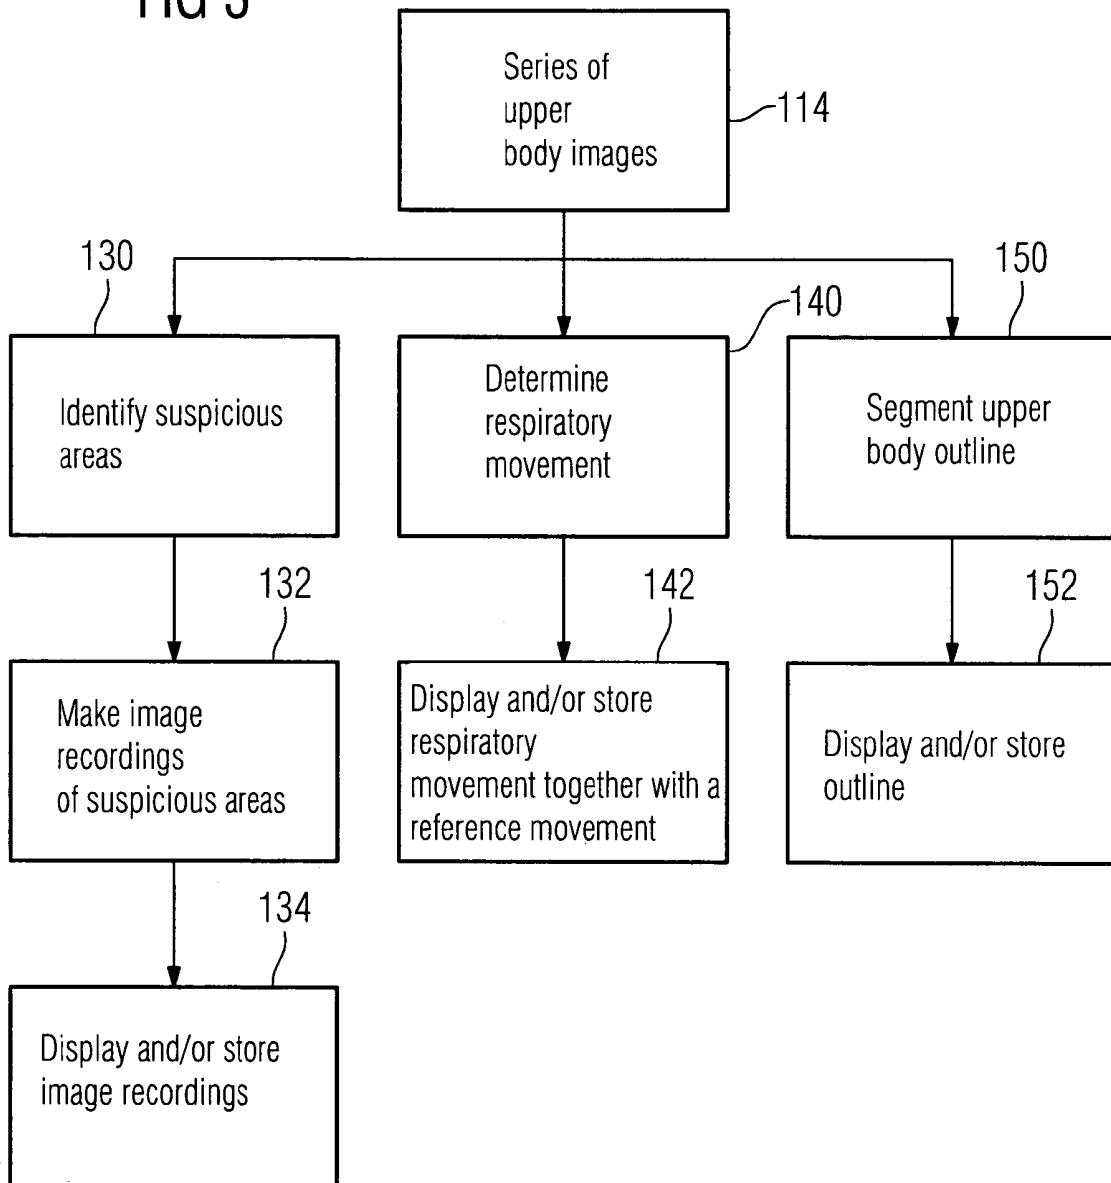 FIG 3
Series of
upper
body images
114
130
150
140
Identify suspicious
areas
Determine
respiratory
movement
Segment upper
body outline
132
142
152
Make image
recordings
of suspicious areas
Display and/or store
respiratory
movement together with a
reference movement
Display and/or store
outline
134
Display and/or store
image recordings